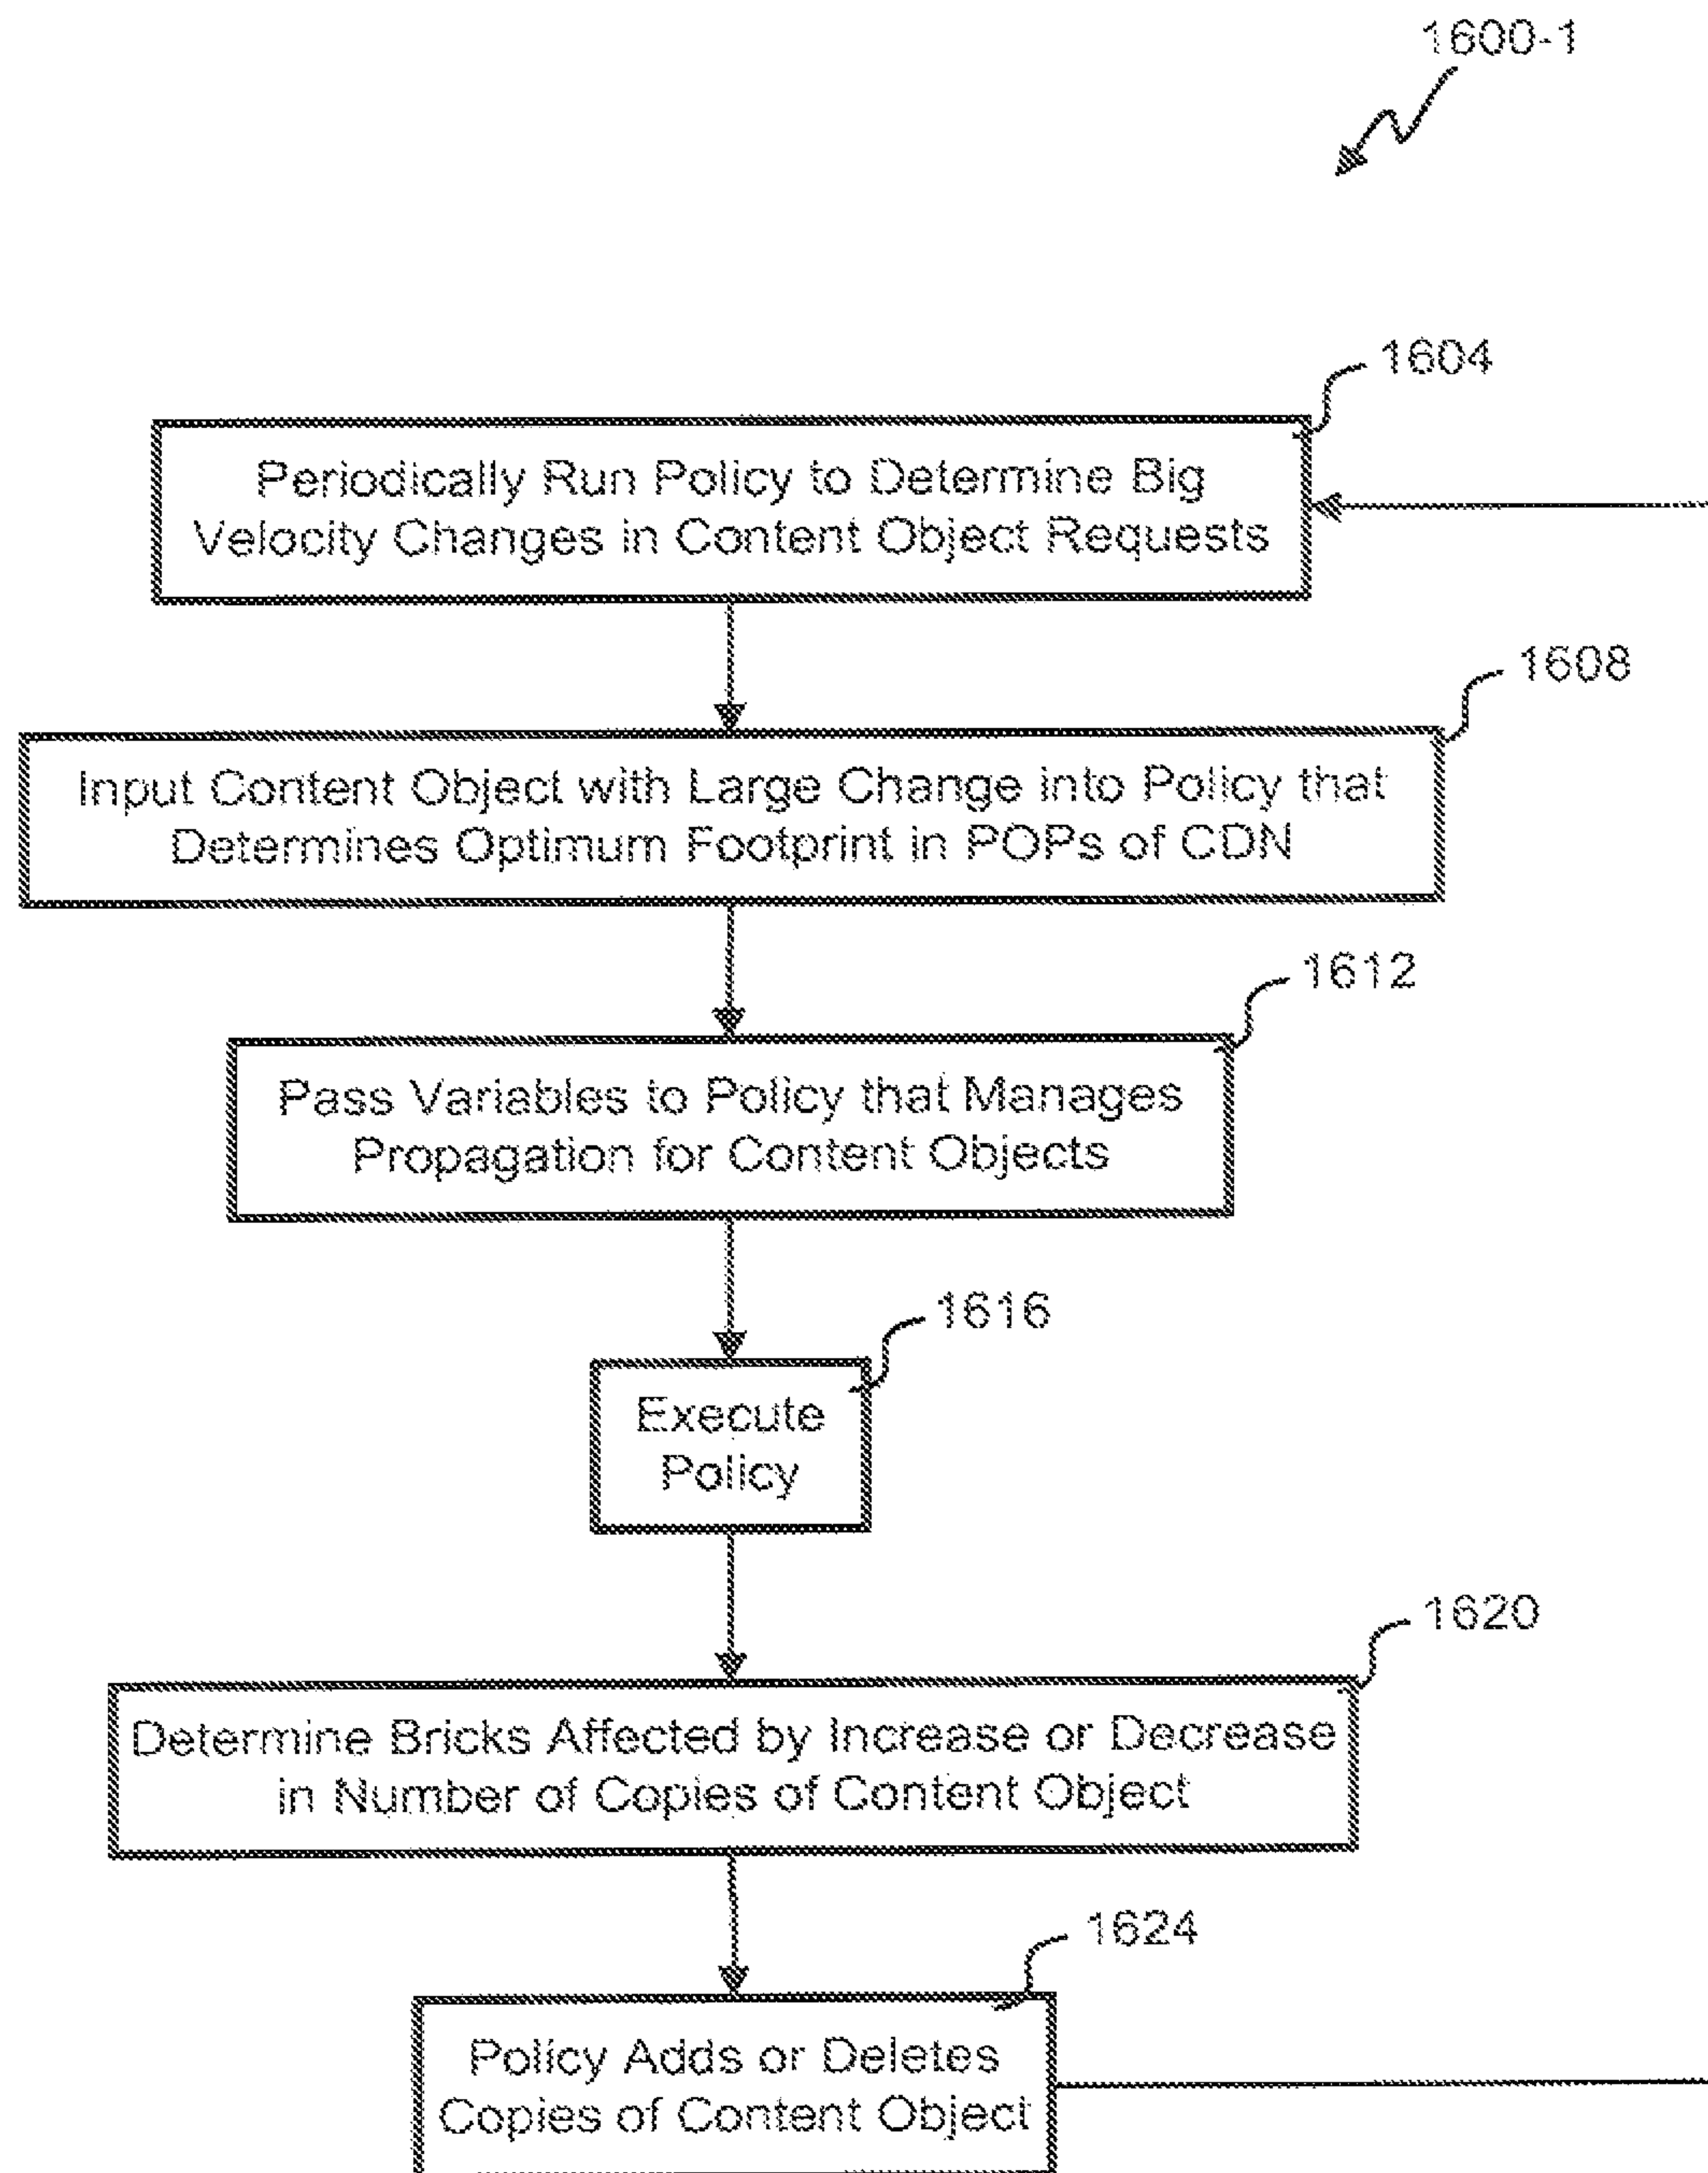 1600-1
1604
Periodically Run Policy to Determine Big
Velocity Changes in Content Object Requests
1608
Input Content Object with Large Change into Policy that
Determines Optimum Footprint in POPs of CDN
1612
Pass Variables to Policy that Manages
Propagation for Content Objects
1616
Execute
Policy
1620
Determine Bricks Affected by Increase or Decrease
in Number of Copies of Content Object
1624
Policy Adds or Deletes
Copies of Content Object